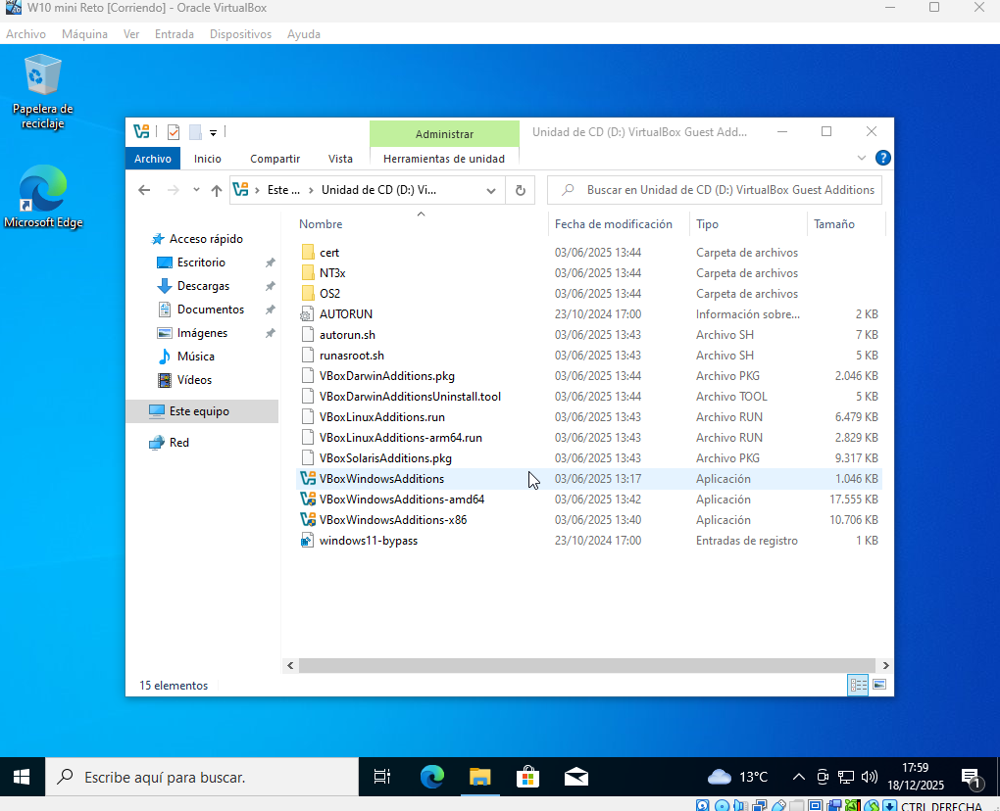 W10 mini Reto [Corriendo] - Oracle VirtualBox
Archivo Máquina Ver Entrada Dispositivos Ayuda
Papelera de
reciclaje
Microsoft Edge
Administrar
Unidad de CD (D:) VirtualBox Guest Add...
Archivo Inicio Compartir Vista Herramientas de unidad
Este ... Unidad de CD (D:) Vi...
Buscar en Unidad de CD (D:) VirtualBox Guest Additions
Acceso rápido
Escritorio
Descargas
Documentos
Imágenes
Música
Vídeos
Este equipo
Red
Nombre Fecha de modificación Tipo Tamaño
cert 03/06/2025 13:44 Carpeta de archivos
NT3x 03/06/2025 13:44 Carpeta de archivos
OS2 03/06/2025 13:44 Carpeta de archivos
AUTORUN 23/10/2024 17:00 Información sobre... 2 KB
autorun.sh 03/06/2025 13:43 Archivo SH 7 KB
runasroot.sh 03/06/2025 13:43 Archivo SH 5 KB
VBoxDarwinAdditions.pkg 03/06/2025 13:44 Archivo PKG 2.046 KB
VBoxDarwinAdditionsUninstall.tool 03/06/2025 13:44 Archivo TOOL 5 KB
VBoxLinuxAdditions.run 03/06/2025 13:43 Archivo RUN 6.479 KB
VBoxLinuxAdditions-arm64.run 03/06/2025 13:43 Archivo RUN 2.829 KB
VBoxSolarisAdditions.pkg 03/06/2025 13:43 Archivo PKG 9.317 KB
VBoxWindowsAdditions 03/06/2025 13:17 Aplicación 1.046 KB
VBoxWindowsAdditions-amd64 03/06/2025 13:42 Aplicación 17.555 KB
VBoxWindowsAdditions-x86 03/06/2025 13:40 Aplicación 10.706 KB
windows11-bypass 23/10/2024 17:00 Entradas de registro 1 KB
15 elementos
Escribe aquí para buscar.
13°C
17:59
18/12/2025
1
CTRL DERECHA